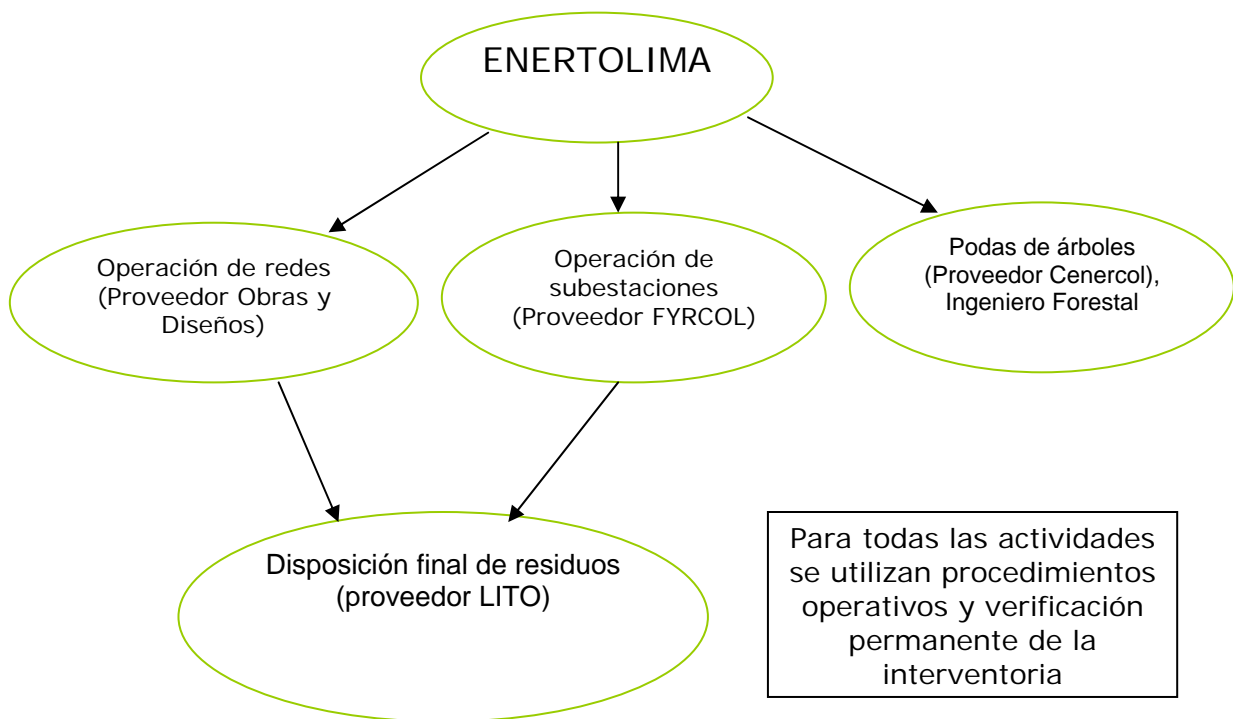 ENERTOLIMA
Operación de redes
(Proveedor Obras y
Diseños)
Operación de
subestaciones
(Proveedor FYRCOL)
Podas de árboles
(Proveedor Cenercol),
Ingeniero Forestal
Disposición final de residuos
(proveedor LITO)
Para todas las actividades
se utilizan procedimientos
operativos y verificación
permanente de la
interventoria